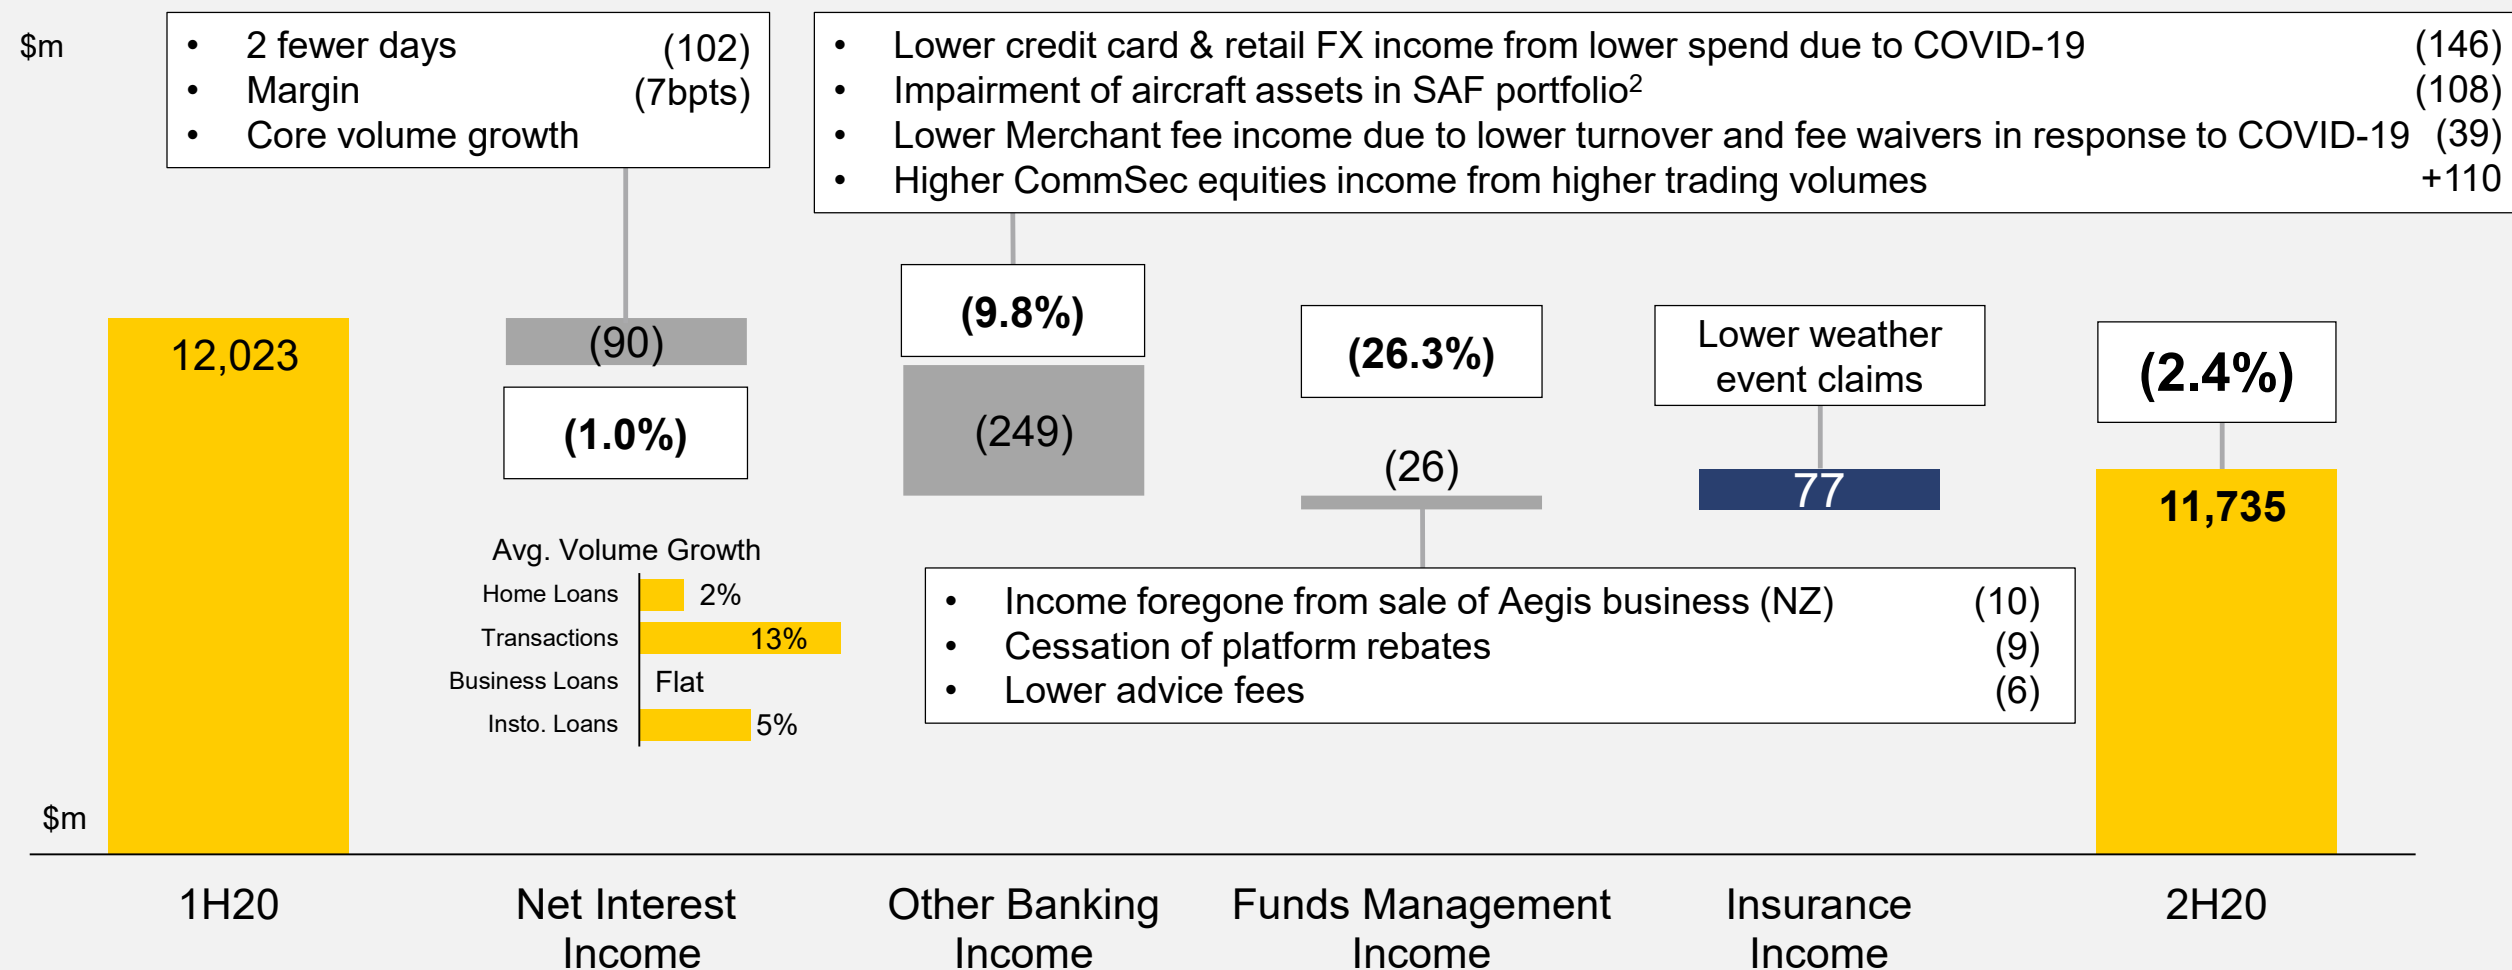 $m
• 2 fewer days (102)
• Margin (7bpts)
• Core volume growth
• Lower credit card & retail FX income from lower spend due to COVID-19 (146)
• Impairment of aircraft assets in SAF portfolio2 (108)
• Lower Merchant fee income due to lower turnover and fee waivers in response to COVID-19 (39)
• Higher CommSec equities income from higher trading volumes +110
12,023
(90)
(1.0%)
(9.8%)
(249)
(26.3%)
(26)
Lower weather
event claims
77
(2.4%)
11,735
Avg. Volume Growth
Home Loans 2%
Transactions 13%
Business Loans Flat
Insto. Loans 5%
• Income foregone from sale of Aegis business (NZ) (10)
• Cessation of platform rebates (9)
• Lower advice fees (6)
$m
1H20
Net Interest
Income
Other Banking
Income
Funds Management
Income
Insurance
Income
2H20